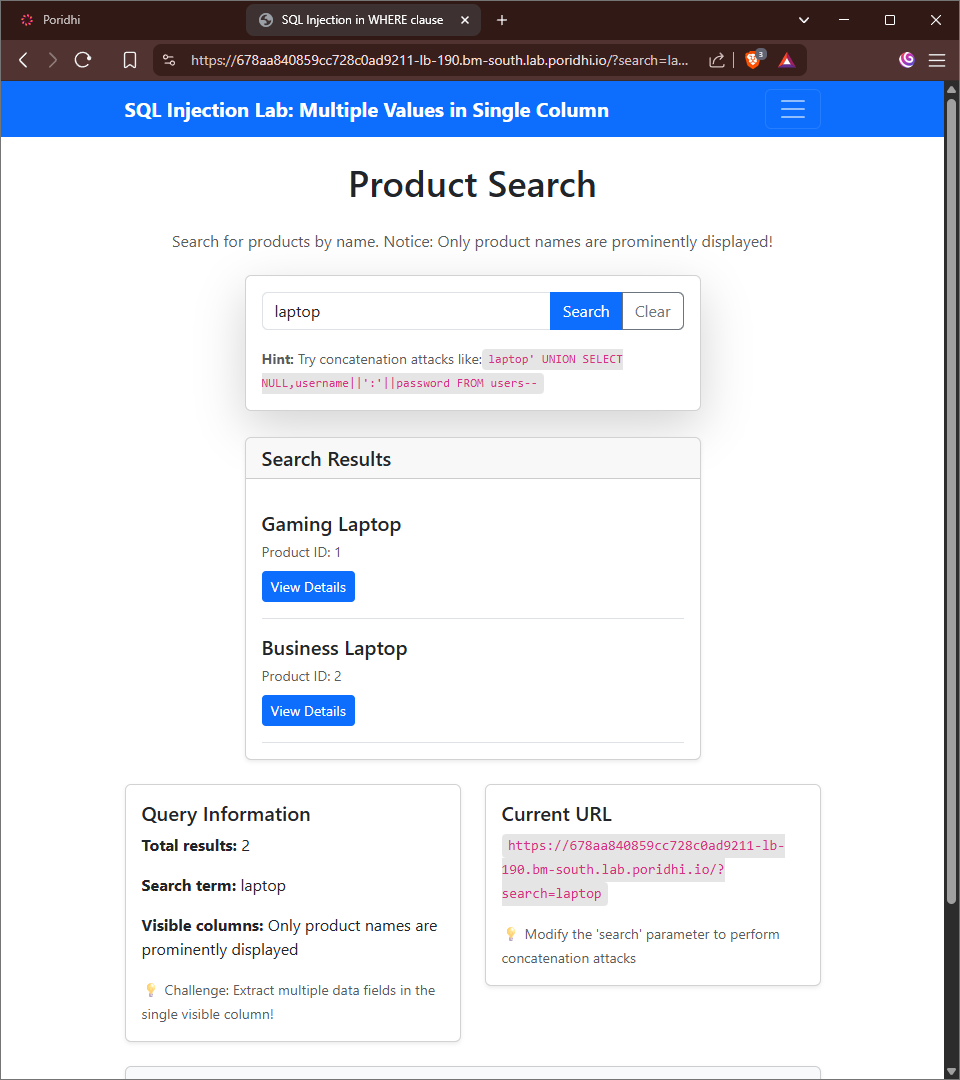 Poridhi
SQL Injection in WHERE clause
https://678aa840859cc728c0ad9211-lb-190.bm-south.lab.poridhi.io/?search=la...
3
SQL Injection Lab: Multiple Values in Single Column
Product Search
Search for products by name. Notice: Only product names are prominently displayed!
laptop
Search
Clear
Hint: Try concatenation attacks like: laptop' UNION SELECT
NULL,username||':'||password FROM users--
Search Results
Gaming Laptop
Product ID: 1
View Details
Business Laptop
Product ID: 2
View Details
Query Information
Total results: 2
Search term: laptop
Visible columns: Only product names are
prominently displayed
💡 Challenge: Extract multiple data fields in the
single visible column!
Current URL
https://678aa840859cc728c0ad9211-lb-
190.bm-south.lab.poridhi.io/?
search=laptop
💡 Modify the 'search' parameter to perform
concatenation attacks